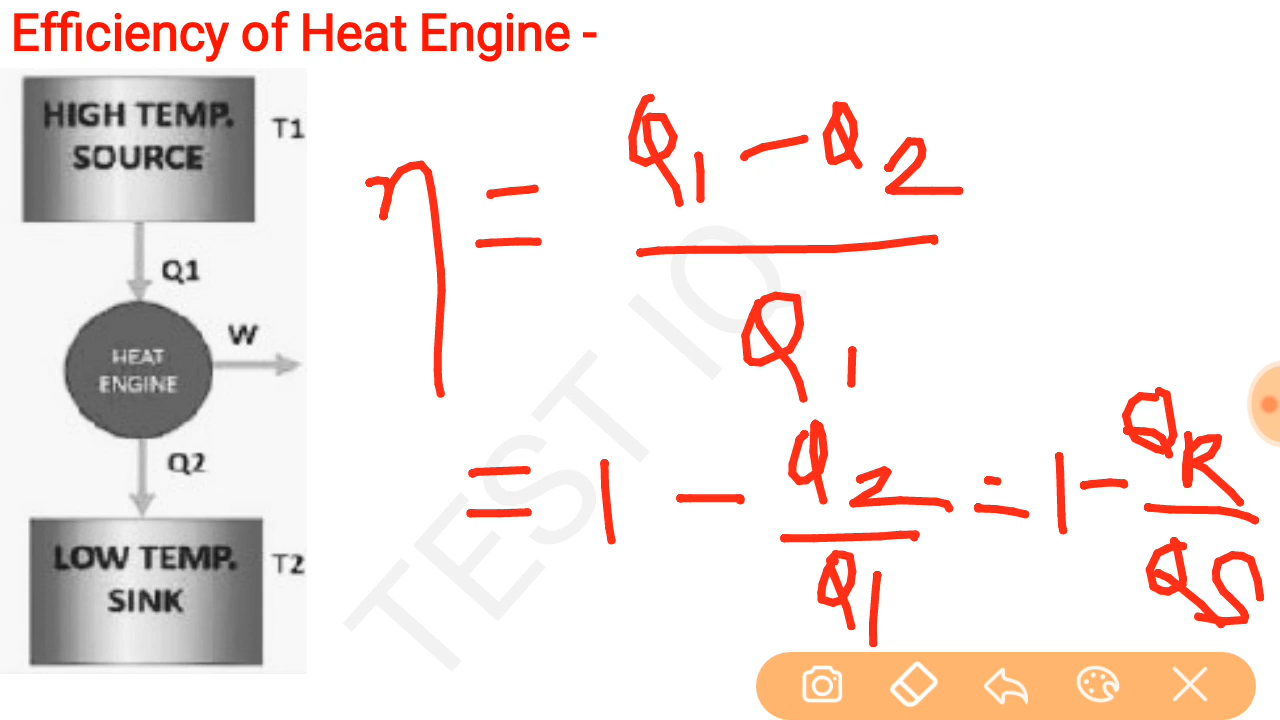 Efficiency of Heat Engine -
HIGH TEMP.
SOURCE
T1
Q1
HEAT
ENGINE
W
Q2
LOW TEMP.
SINK
T2
η = (Q1 - Q2) / Q1
= 1 - Q2 / Q1 = 1 - QR / QS
TEST IQ